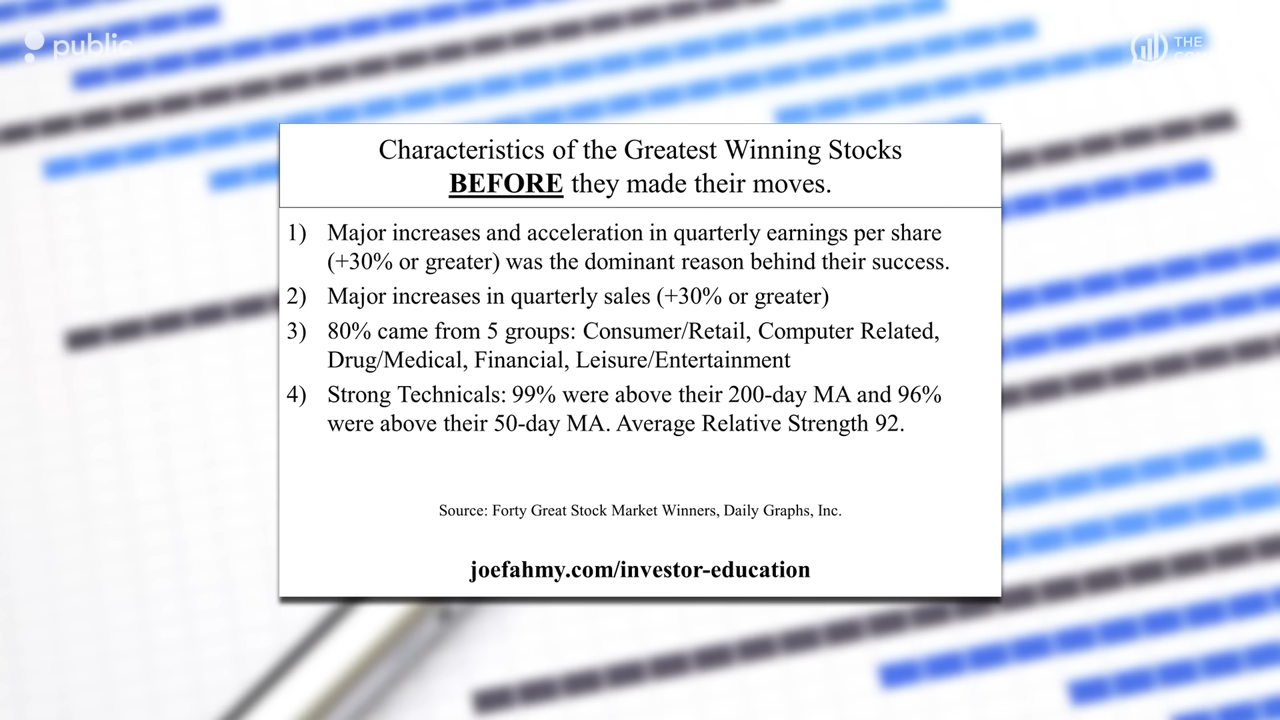 public
THE
Characteristics of the Greatest Winning Stocks
BEFORE they made their moves.
1) Major increases and acceleration in quarterly earnings per share
(+30% or greater) was the dominant reason behind their success.
2) Major increases in quarterly sales (+30% or greater)
3) 80% came from 5 groups: Consumer/Retail, Computer Related,
Drug/Medical, Financial, Leisure/Entertainment
4) Strong Technicals: 99% were above their 200-day MA and 96%
were above their 50-day MA. Average Relative Strength 92.
Source: Forty Great Stock Market Winners, Daily Graphs, Inc.
joefahmy.com/investor-education